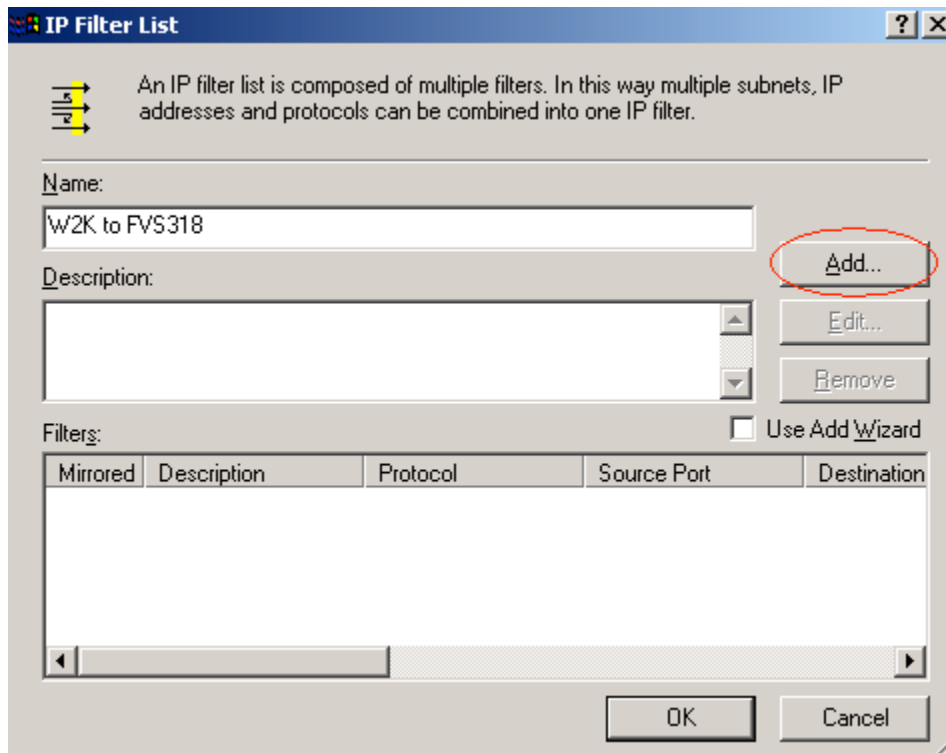 IP Filter List
An IP filter list is composed of multiple filters. In this way multiple subnets, IP
addresses and protocols can be combined into one IP filter.
Name:
W2K to FVS318
Add...
Description:
Edit...
Remove
Filters:
Use Add Wizard
Mirrored Description Protocol Source Port Destination
OK Cancel